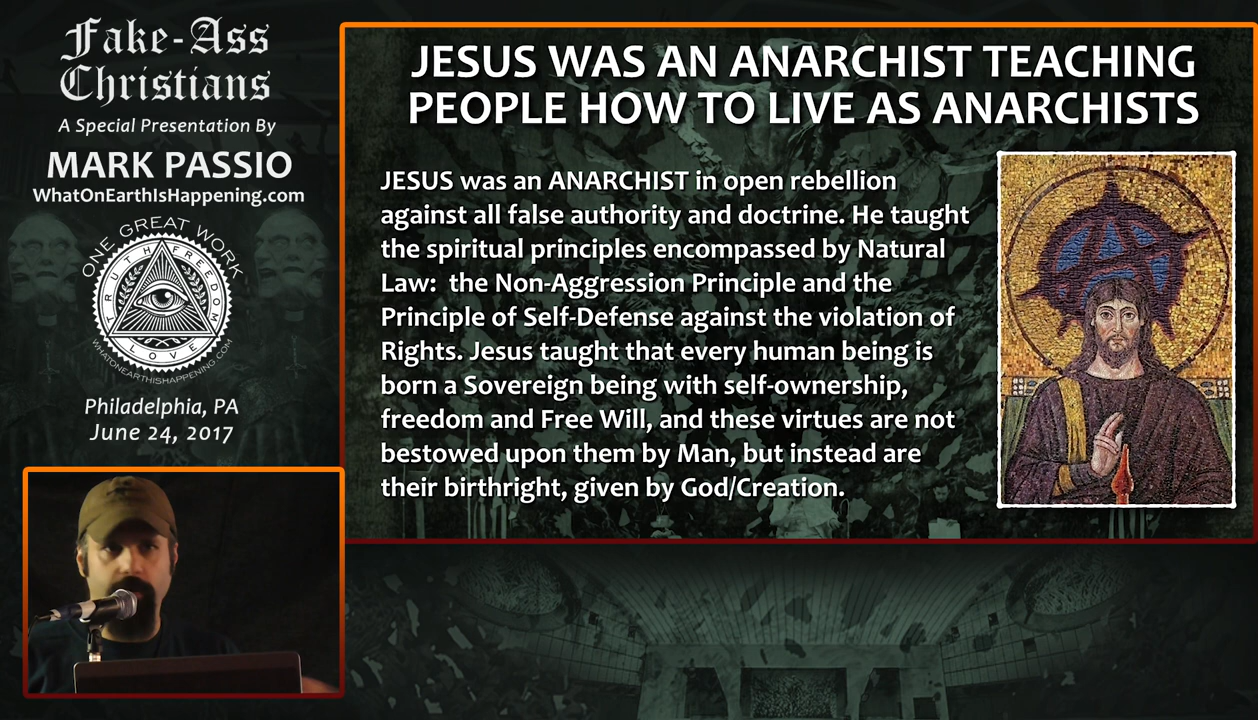 Fake-Ass
Christians
A Special Presentation By
MARK PASSIO
WhatOnEarthIsHappening.com
ONE GREAT WORK
TRUTH FREEDOM LOVE
WHATONEARTHISHAPPENING.COM
Philadelphia, PA
June 24, 2017
JESUS WAS AN ANARCHIST TEACHING
PEOPLE HOW TO LIVE AS ANARCHISTS
JESUS was an ANARCHIST in open rebellion
against all false authority and doctrine. He taught
the spiritual principles encompassed by Natural
Law:  the Non-Aggression Principle and the
Principle of Self-Defense against the violation of
Rights. Jesus taught that every human being is
born a Sovereign being with self-ownership,
freedom and Free Will, and these virtues are not
bestowed upon them by Man, but instead are
their birthright, given by God/Creation.